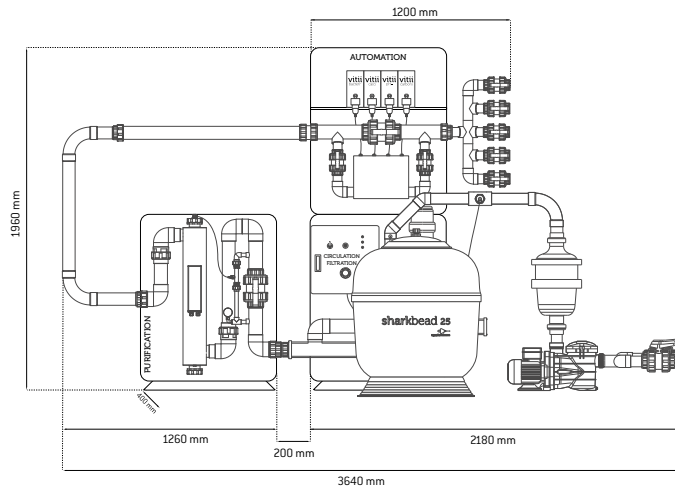 1200 mm
AUTOMATION
vitii vitii vitii vitii
1960 mm
CIRCULATION
FILTRATION
sharkbead 25
PURIFICATION
400 mm
1260 mm
200 mm
2180 mm
3640 mm